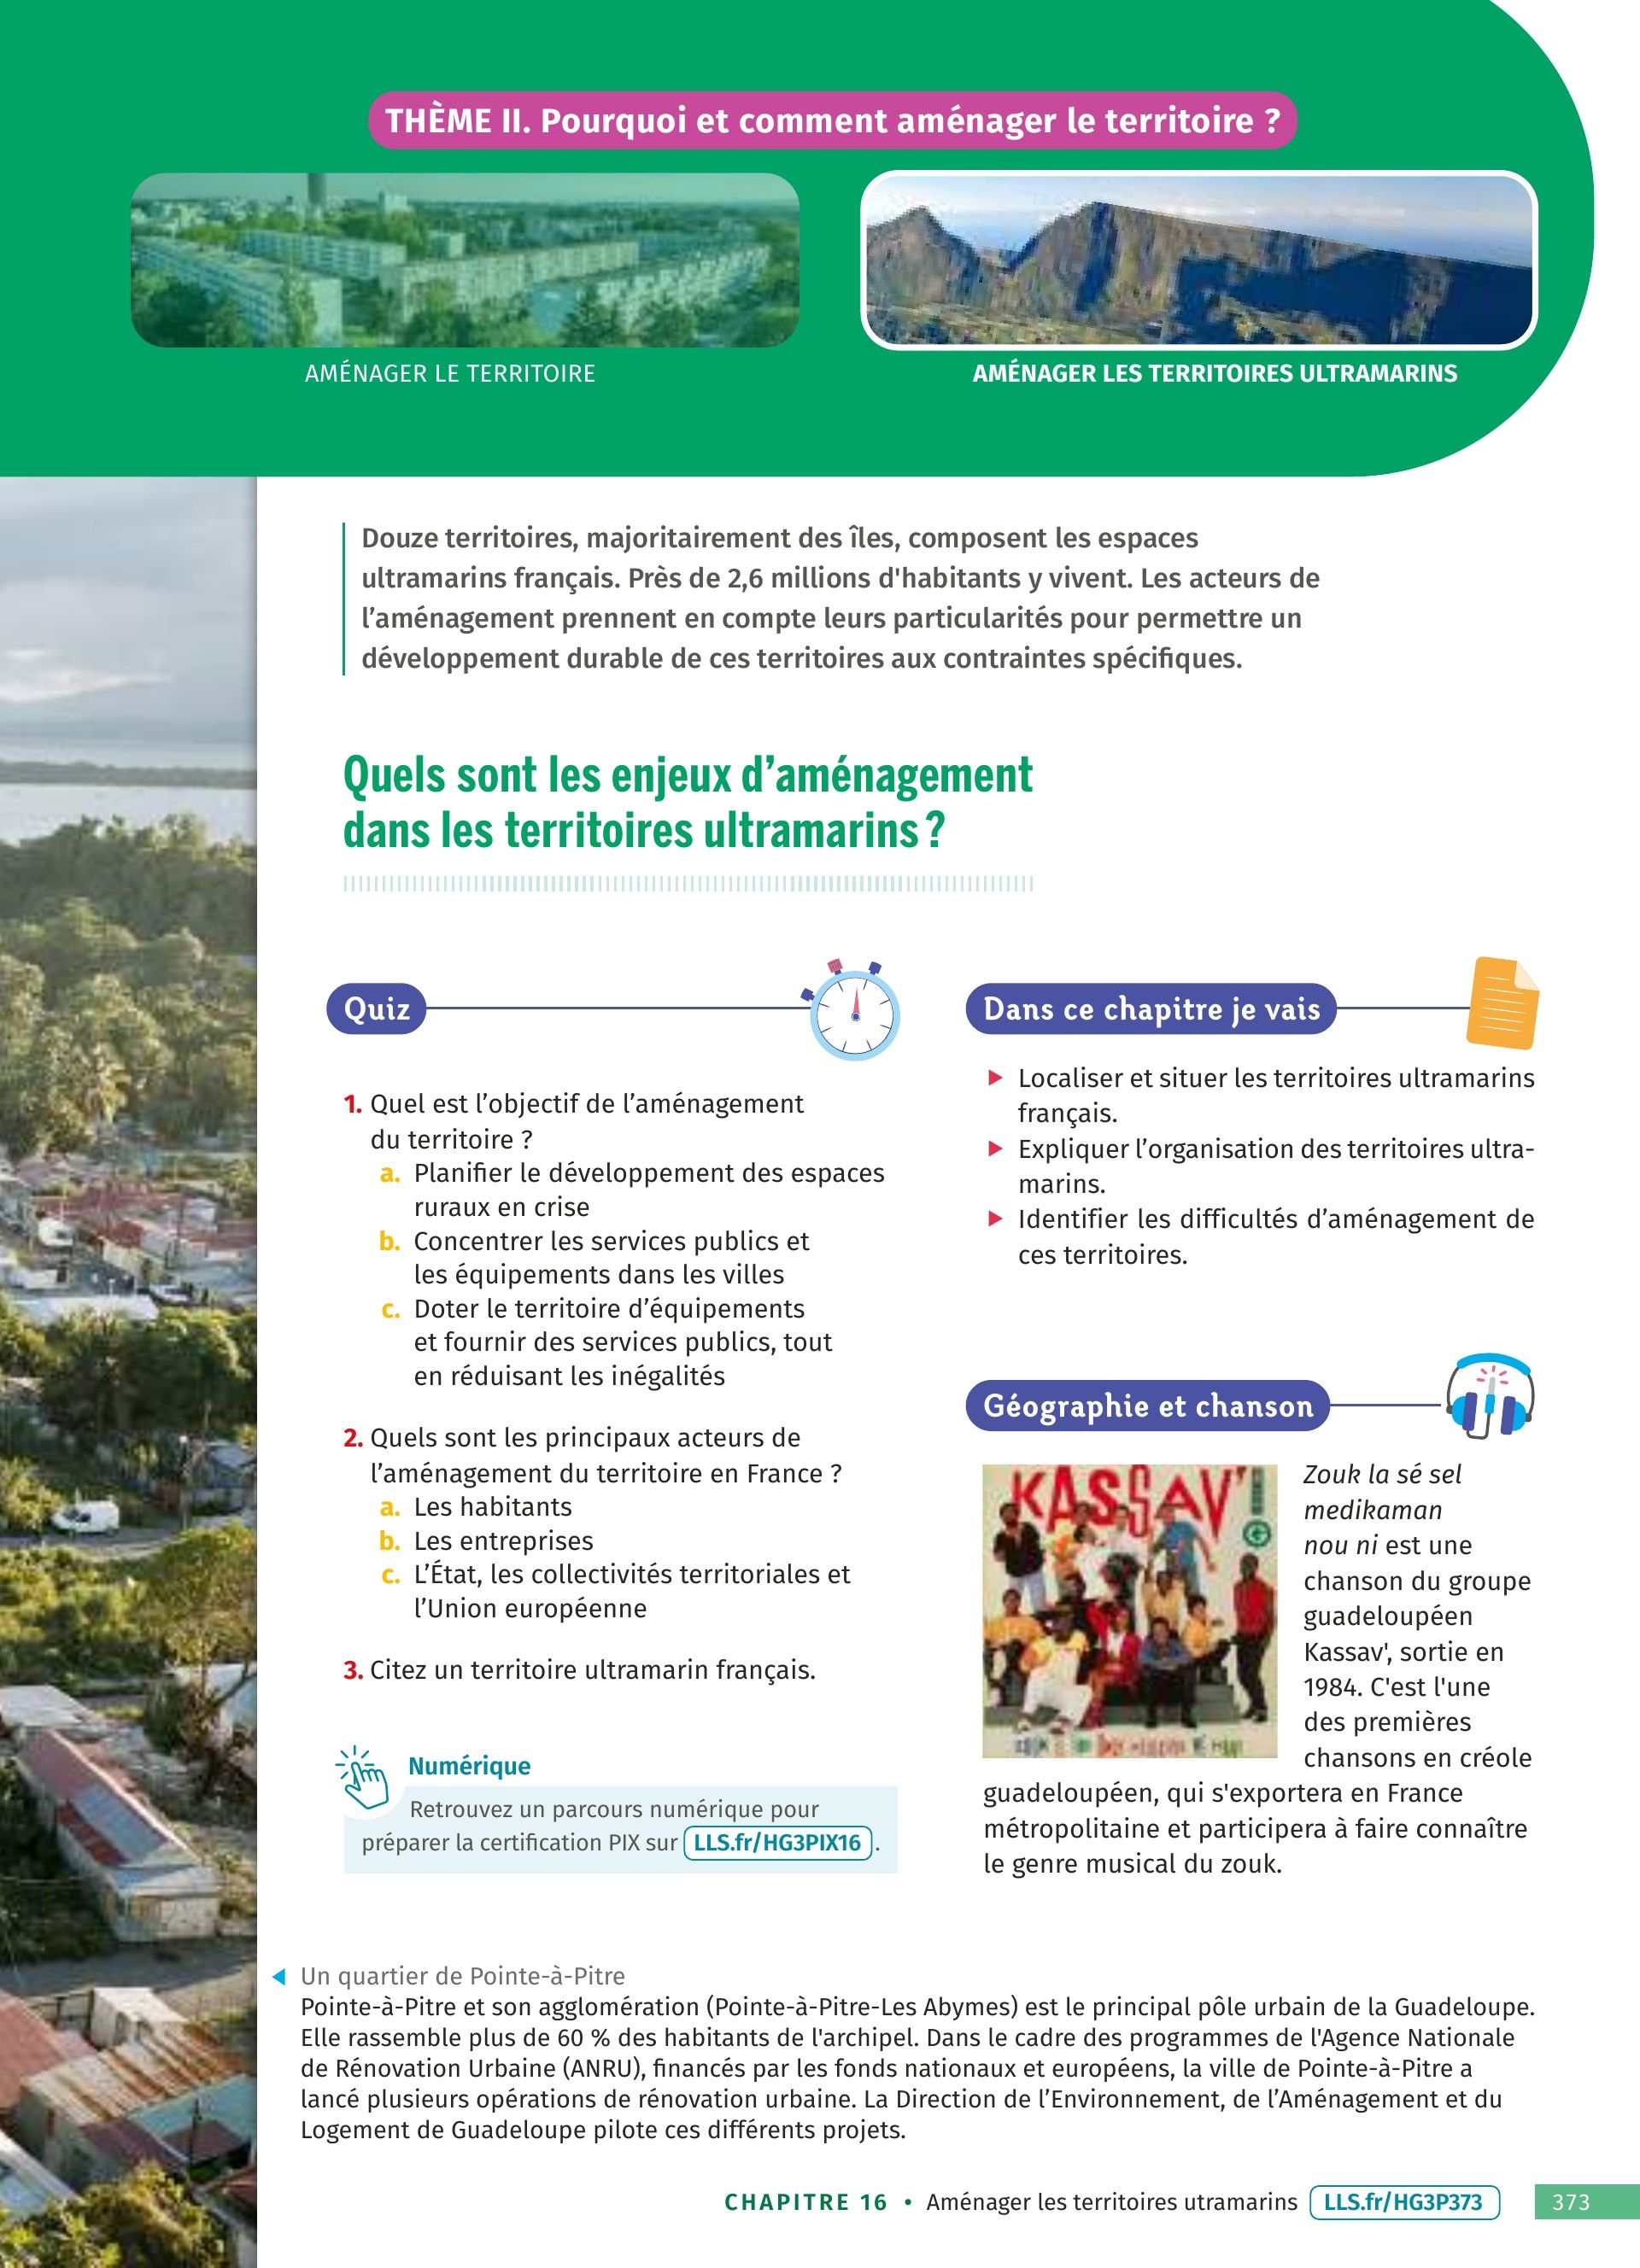 THÈME II. Pourquoi et comment aménager le territoire ?
AMÉNAGER LE TERRITOIRE
AMÉNAGER LES TERRITOIRES ULTRAMARINS
Douze territoires, majoritairement des îles, composent les espaces
ultramarins français. Près de 2,6 millions d'habitants y vivent. Les acteurs de
l’aménagement prennent en compte leurs particularités pour permettre un
développement durable de ces territoires aux contraintes spécifiques.
Quels sont les enjeux d’aménagement
dans les territoires ultramarins ?
Quiz
1. Quel est l’objectif de l’aménagement
du territoire ?
a. Planifier le développement des espaces
ruraux en crise
b. Concentrer les services publics et
les équipements dans les villes
c. Doter le territoire d’équipements
et fournir des services publics, tout
en réduisant les inégalités
2. Quels sont les principaux acteurs de
l’aménagement du territoire en France ?
a. Les habitants
b. Les entreprises
c. L’État, les collectivités territoriales et
l’Union européenne
3. Citez un territoire ultramarin français.
Numérique
Retrouvez un parcours numérique pour
préparer la certification PIX sur LLS.fr/HG3PIX16 .
Dans ce chapitre je vais
Localiser et situer les territoires ultramarins
français.
Expliquer l’organisation des territoires ultra-
marins.
Identifier les difficultés d’aménagement de
ces territoires.
Géographie et chanson
KASSAV'
Zouk la sé sel
medikaman
nou ni est une
chanson du groupe
guadeloupéen
Kassav', sortie en
1984. C'est l'une
des premières
chansons en créole
guadeloupéen, qui s'exportera en France
métropolitaine et participera à faire connaître
le genre musical du zouk.
Un quartier de Pointe-à-Pitre
Pointe-à-Pitre et son agglomération (Pointe-à-Pitre-Les Abymes) est le principal pôle urbain de la Guadeloupe.
Elle rassemble plus de 60 % des habitants de l'archipel. Dans le cadre des programmes de l'Agence Nationale
de Rénovation Urbaine (ANRU), financés par les fonds nationaux et européens, la ville de Pointe-à-Pitre a
lancé plusieurs opérations de rénovation urbaine. La Direction de l’Environnement, de l’Aménagement et du
Logement de Guadeloupe pilote ces différents projets.
CHAPITRE 16 • Aménager les territoires utramarins LLS.fr/HG3P373 373